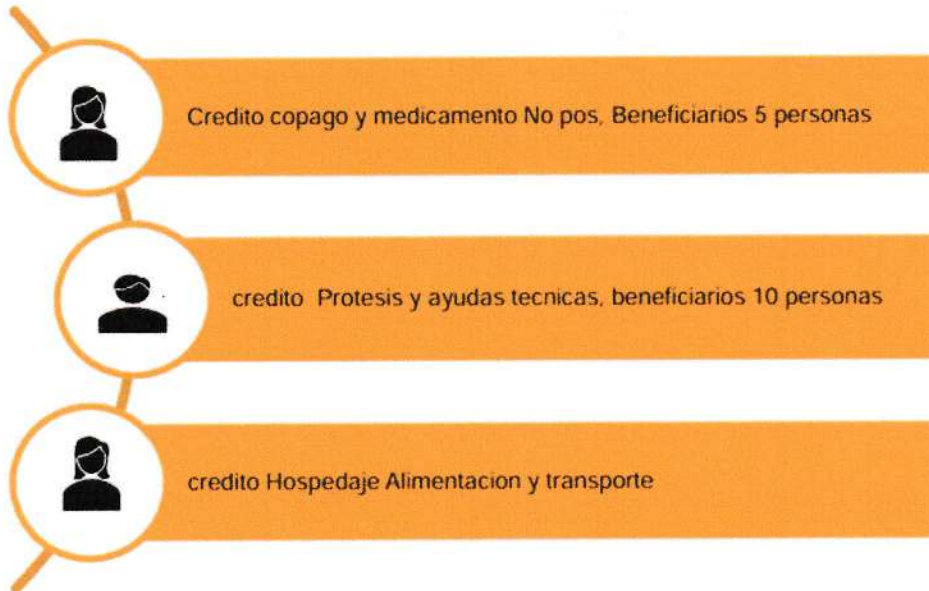 Credito copago y medicamento No pos, Beneficiarios 5 personas
credito Protesis y ayudas tecnicas, beneficiarios 10 personas
credito Hospedaje Alimentacion y transporte